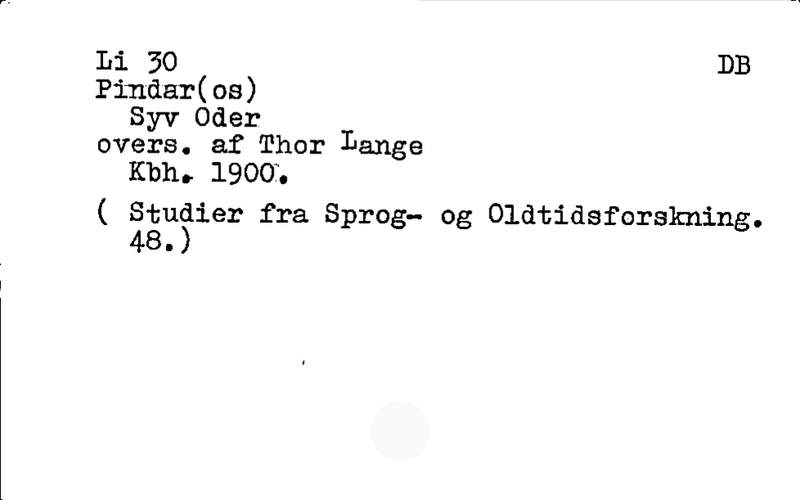 Li 30 DB
Pindar(os)
Syv Oder
overs. af Thor Lange
Kbh. 1900.
( Studier fra Sprog- og Oldtidsforskning.
48.)